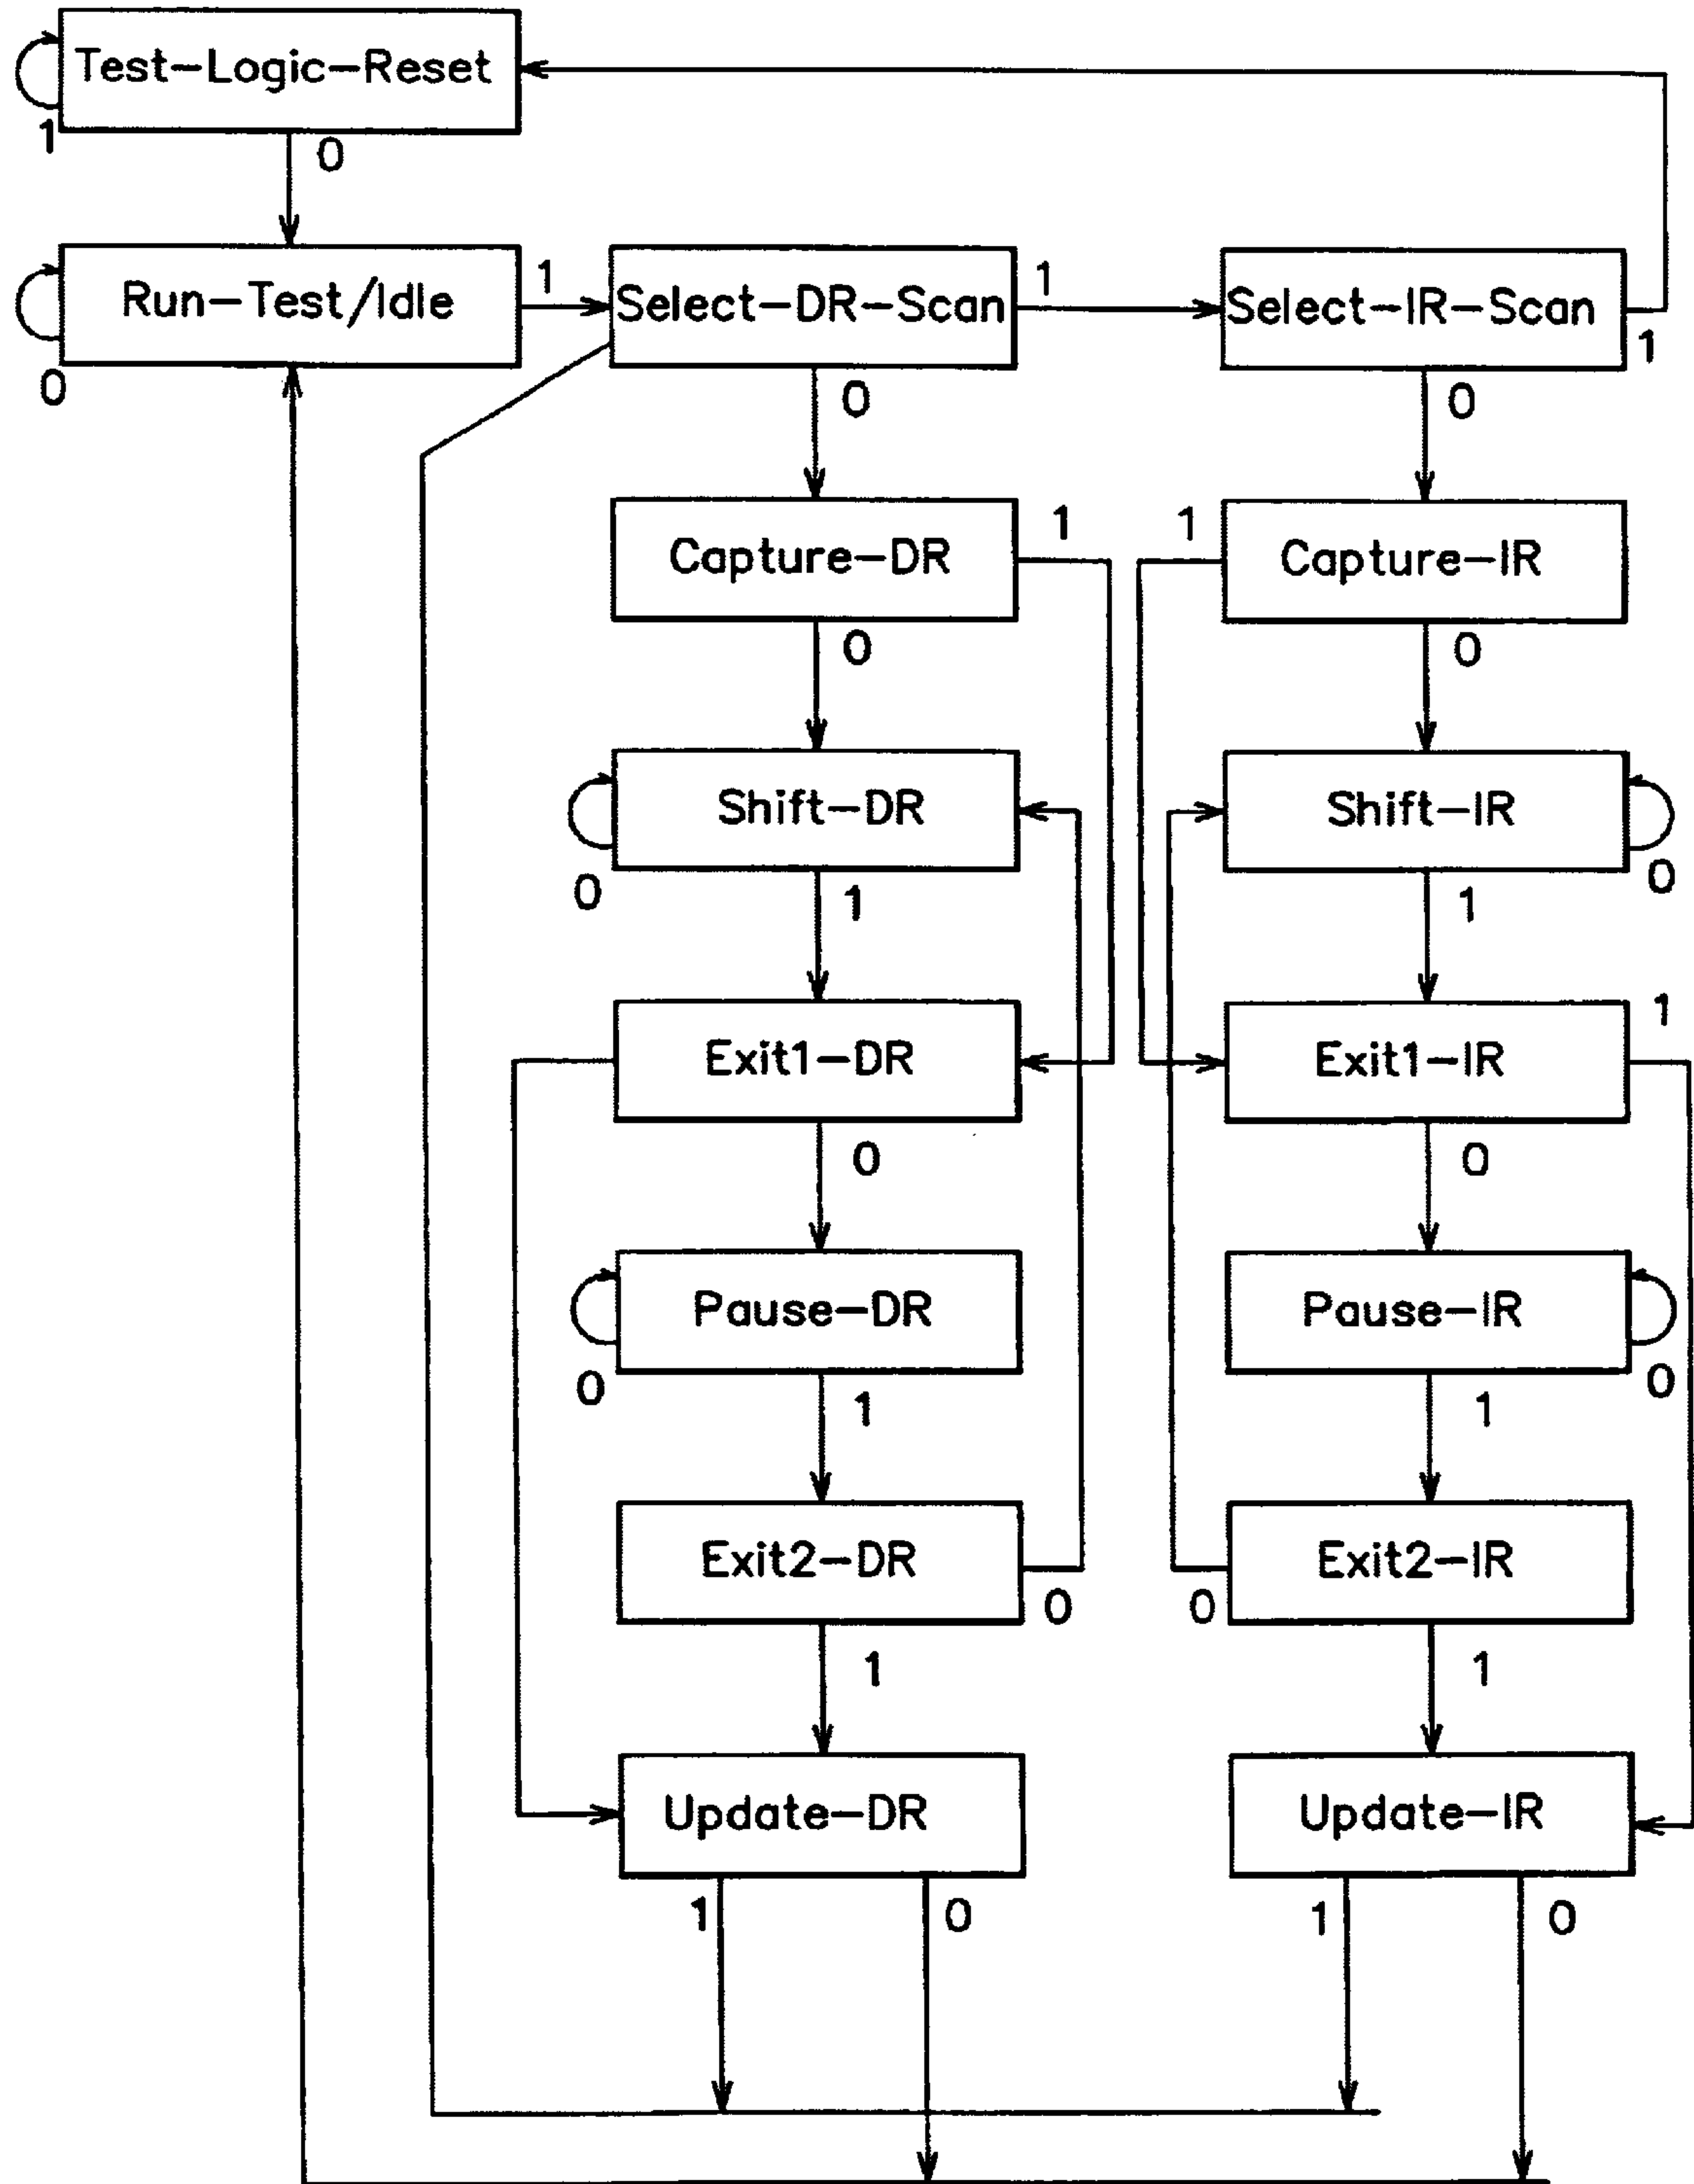 Test-Logic-Reset
1
0
Run-Test/Idle
1
Select-DR-Scan
1
Select-IR-Scan
1
0
0
0
Capture-DR
1
1
Capture-IR
0
0
Shift-DR
Shift-IR
0
1
1
0
Exit1-DR
Exit1-IR
1
0
0
Pause-DR
Pause-IR
0
1
1
0
Exit2-DR
0
0
Exit2-IR
1
1
Update-DR
Update-IR
1
0
1
0